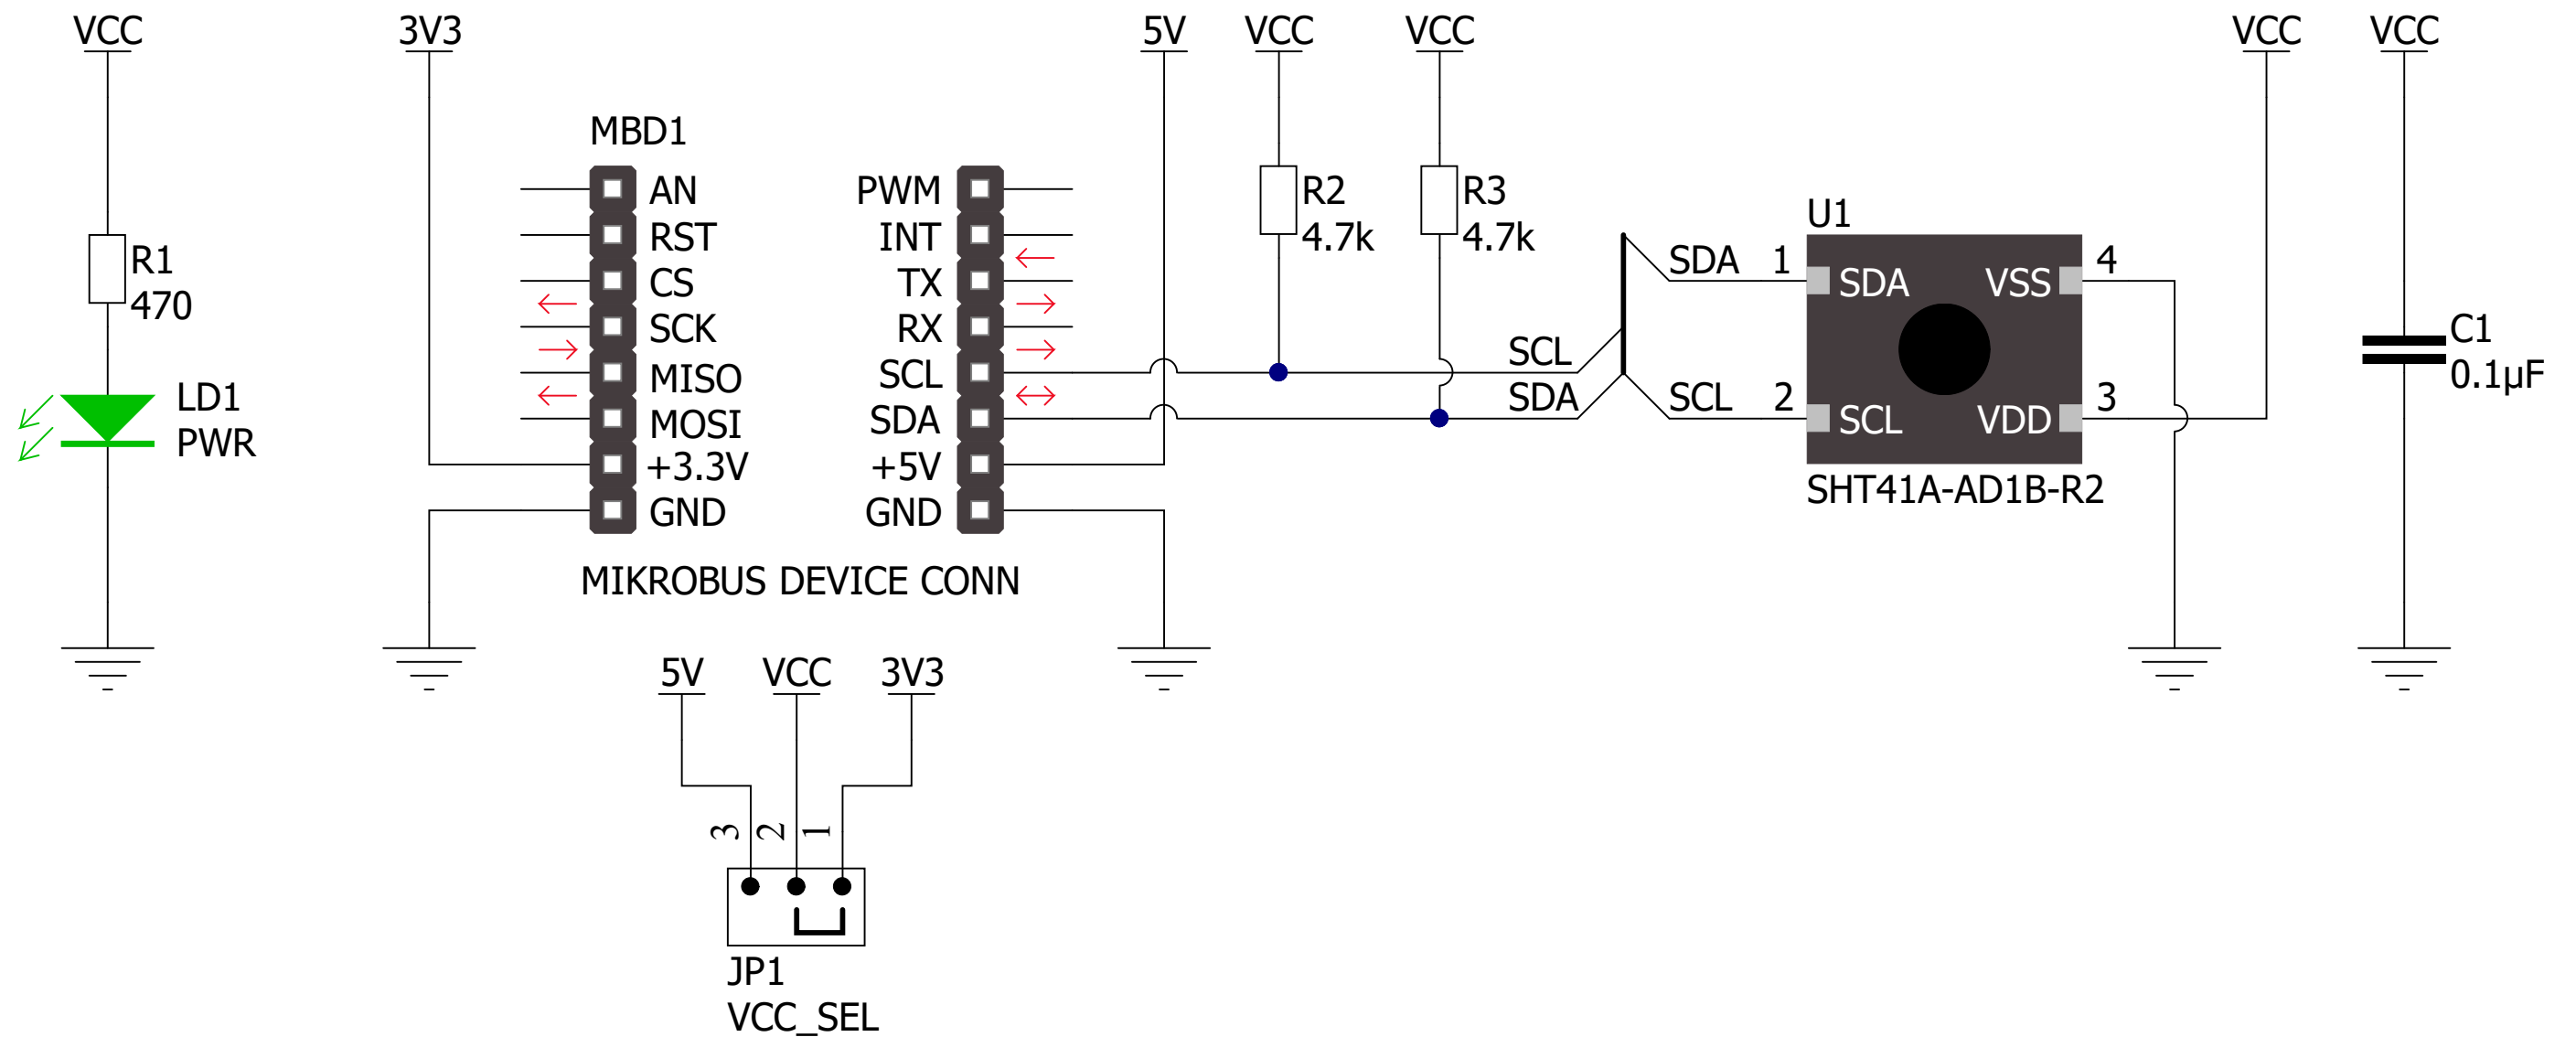 VCC
3V3
5V
VCC
VCC
VCC
VCC
MBD1
AN
RST
CS
SCK
MISO
MOSI
+3.3V
GND
PWM
INT
TX
RX
SCL
SDA
+5V
GND
MIKROBUS DEVICE CONN
R1
470
LD1
PWR
R2
4.7k
R3
4.7k
SCL
SDA
SDA 1
SCL 2
U1
SDA
SCL
VSS
VDD
4
3
SHT41A-AD1B-R2
C1
0.1µF
5V
VCC
3V3
3
2
1
JP1
VCC_SEL